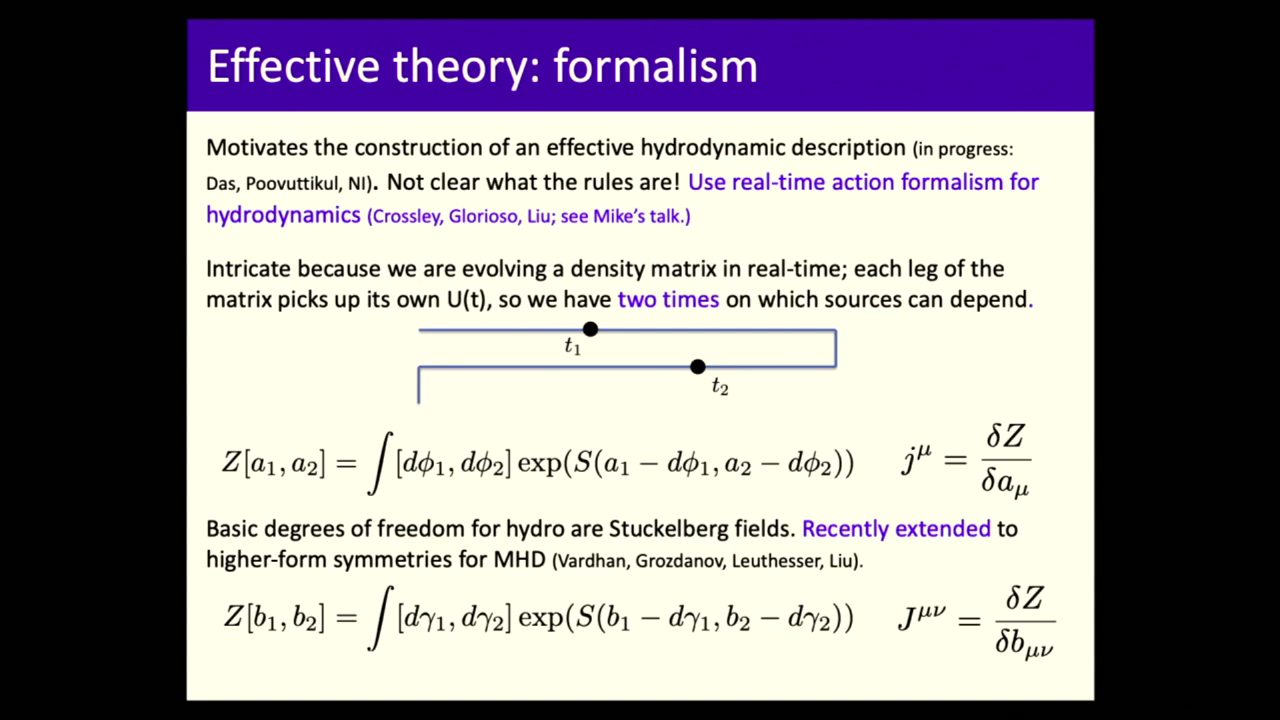 Effective theory: formalism
Motivates the construction of an effective hydrodynamic description (in progress:
Das, Poovuttikul, NI). Not clear what the rules are! Use real-time action formalism for
hydrodynamics (Crossley, Glorioso, Liu; see Mike's talk.)
Intricate because we are evolving a density matrix in real-time; each leg of the
matrix picks up its own U(t), so we have two times on which sources can depend.
t₁
t₂
Z[a₁, a₂] = ∫[dϕ₁, dϕ₂] exp(S(a₁ − dϕ₁, a₂ − dϕ₂)) j^μ = δZ/δa_μ
Basic degrees of freedom for hydro are Stuckelberg fields. Recently extended to
higher-form symmetries for MHD (Vardhan, Grozdanov, Leuthesser, Liu).
Z[b₁, b₂] = ∫[dγ₁, dγ₂] exp(S(b₁ − dγ₁, b₂ − dγ₂)) J^{μν} = δZ/δb_{μν}